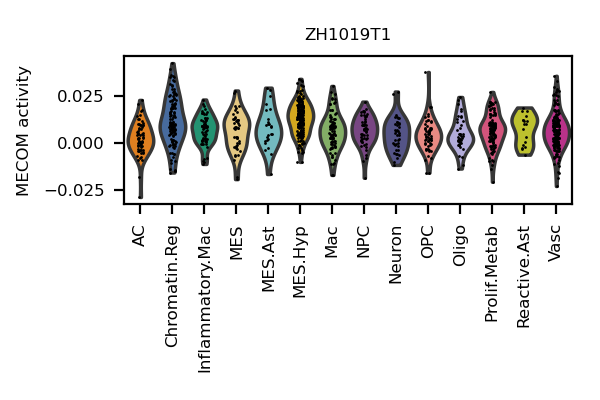 ZH1019T1
MECOM activity
0.025
0.000
−0.025
AC
Chromatin.Reg
Inflammatory.Mac
MES
MES.Ast
MES.Hyp
Mac
NPC
Neuron
OPC
Oligo
Prolif.Metab
Reactive.Ast
Vasc